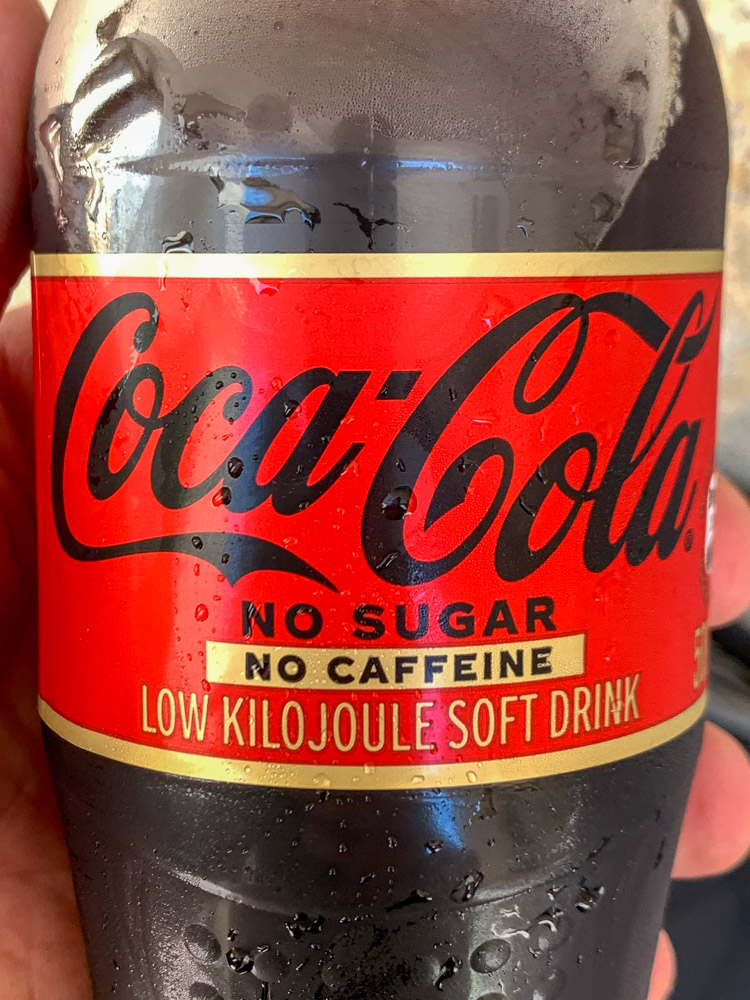 Coca-Cola
NO SUGAR
NO CAFFEINE
LOW KILOJOULE SOFT DRINK